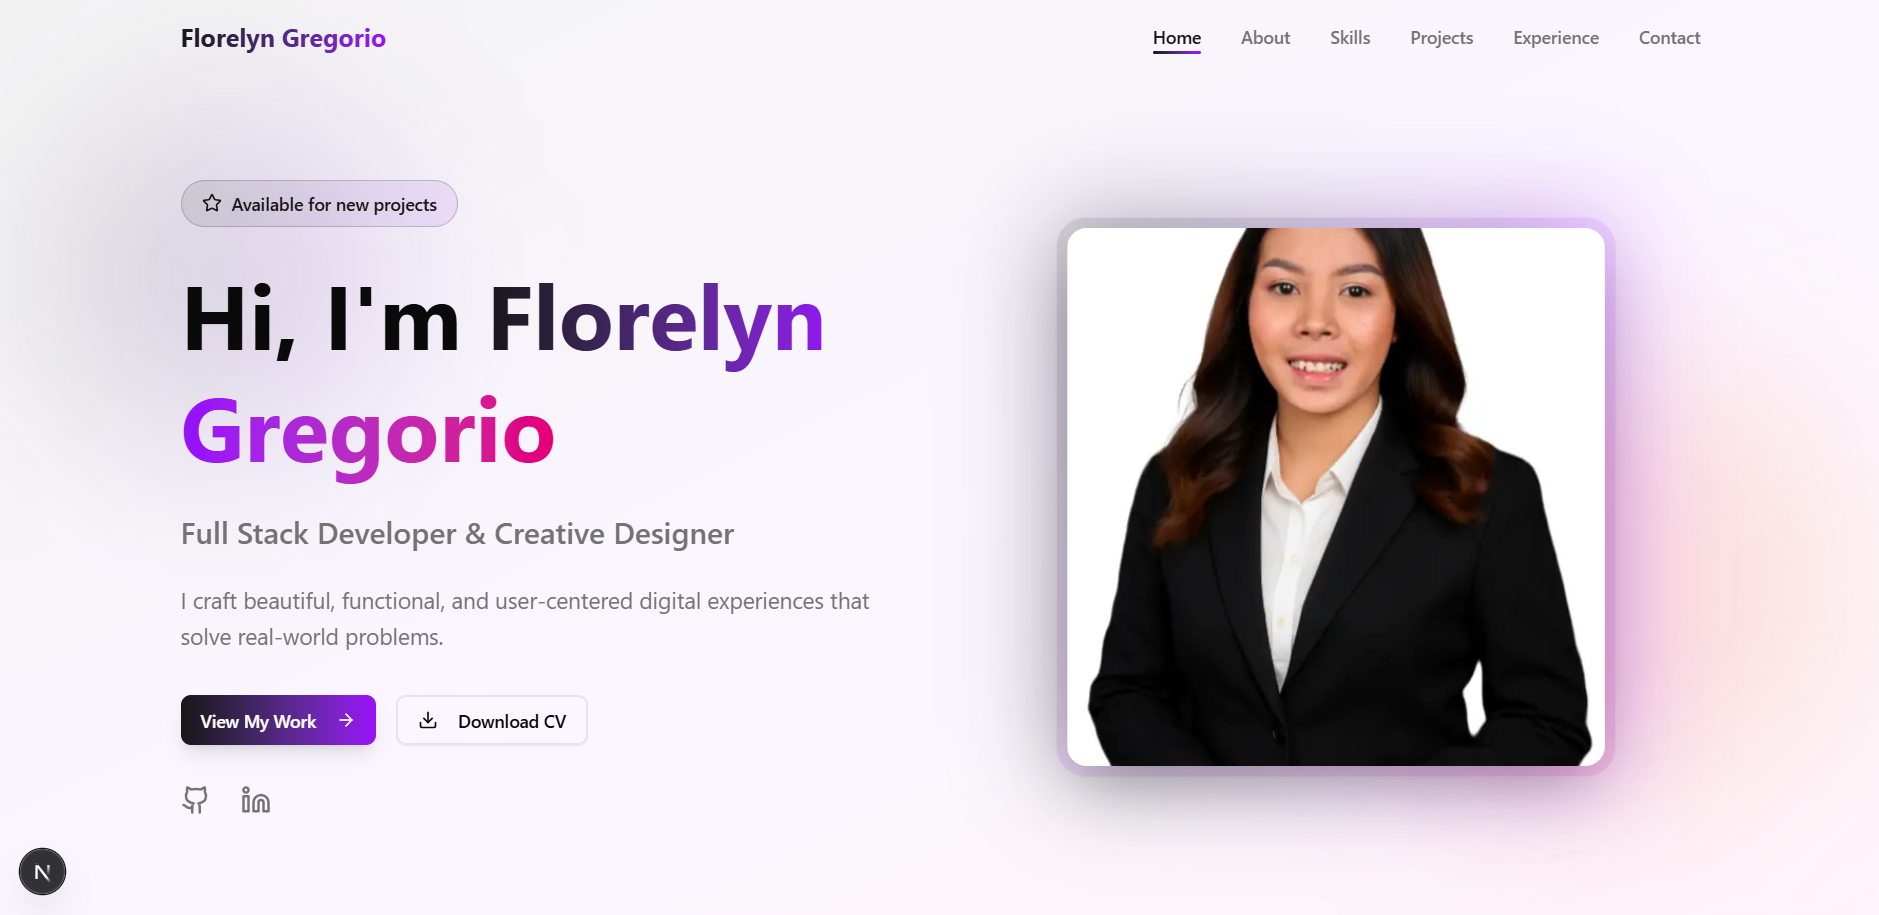 Florelyn Gregorio
Home About Skills Projects Experience Contact
Available for new projects
Hi, I'm Florelyn
Gregorio
Full Stack Developer & Creative Designer
I craft beautiful, functional, and user-centered digital experiences that
solve real-world problems.
View My Work
Download CV
in
N